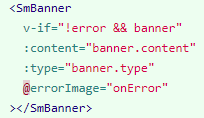 <SmBanner
v-if="!error && banner"
:content="banner.content"
:type="banner.type"
@errorImage="onError"
></SmBanner>